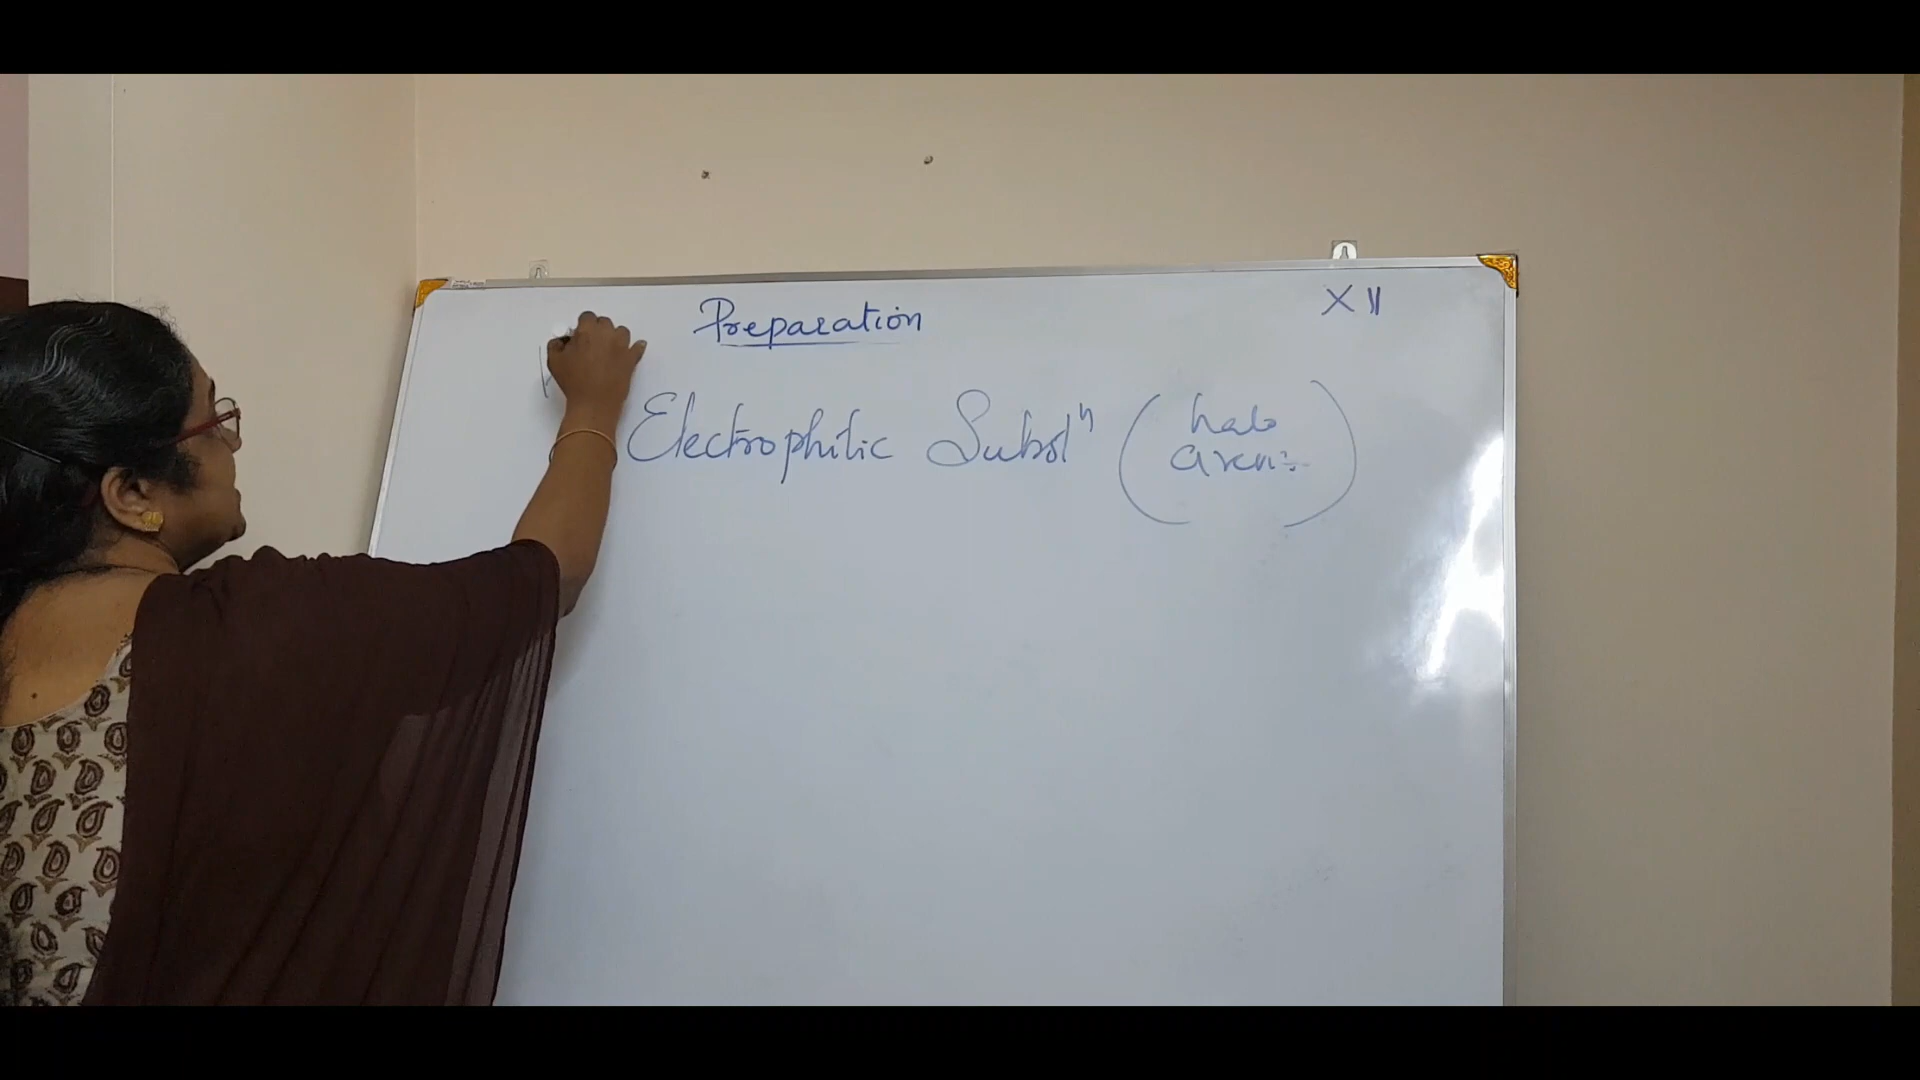 Preparation
XII
Electrophilic Substⁿ (halo
arenes)